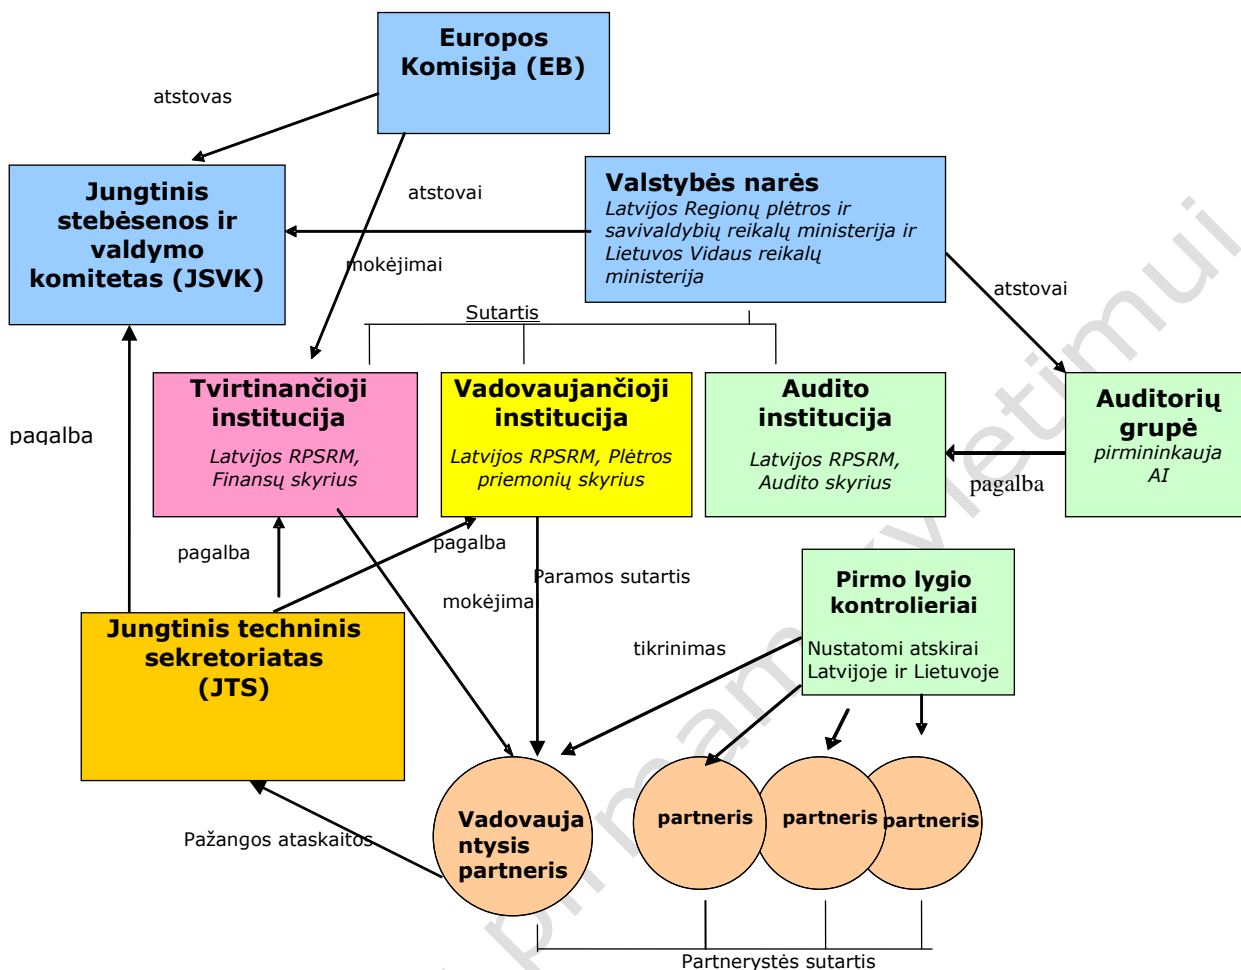 Europos
Komisija (EB)
atstovas
Jungtinis
stebėsenos ir
valdymo
komitetas (JSVK)
atstovai
mokėjimai
Valstybės narės
Latvijos Regionų plėtros ir
savivaldybių reikalų ministerija ir
Lietuvos Vidaus reikalų
ministerija
atstovai
Sutartis
Tvirtinančioji
institucija
Latvijos RPSRM,
Finansų skyrius
Vadovaujančioji
institucija
Latvijos RPSRM, Plėtros
priemonių skyrius
Audito
institucija
Latvijos RPSRM,
Audito skyrius
Auditorių
grupė
pirmininkauja
AI
pagalba
pagalba
pagalba
pagalba
Paramos sutartis
mokėjimai
Pirmo lygio
kontrolieriai
Nustatomi atskirai
Latvijoje ir Lietuvoje
tikrinimas
Jungtinis techninis
sekretoriatas
(JTS)
Pažangos ataskaitos
Vadovauja
ntysis
partneris
partneris
partneris
partneris
Partnerystės sutartis